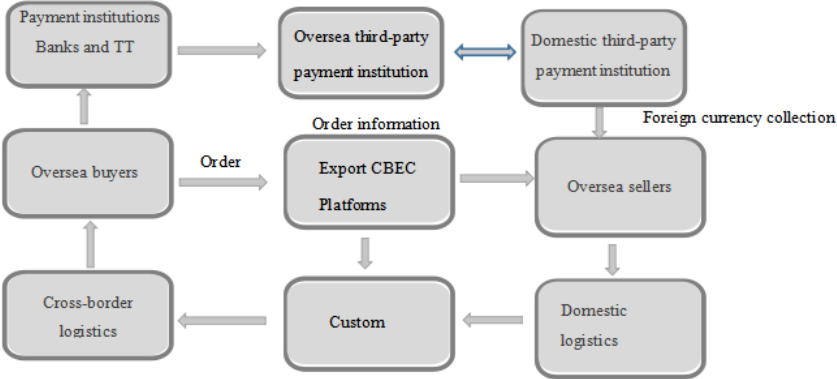 Payment institutions
Banks and TT
Oversea third-party
payment institution
Domestic third-party
payment institution
Foreign currency collection
Order information
Oversea buyers
Order
Export CBEC
Platforms
Oversea sellers
Cross-border
logistics
Custom
Domestic
logistics